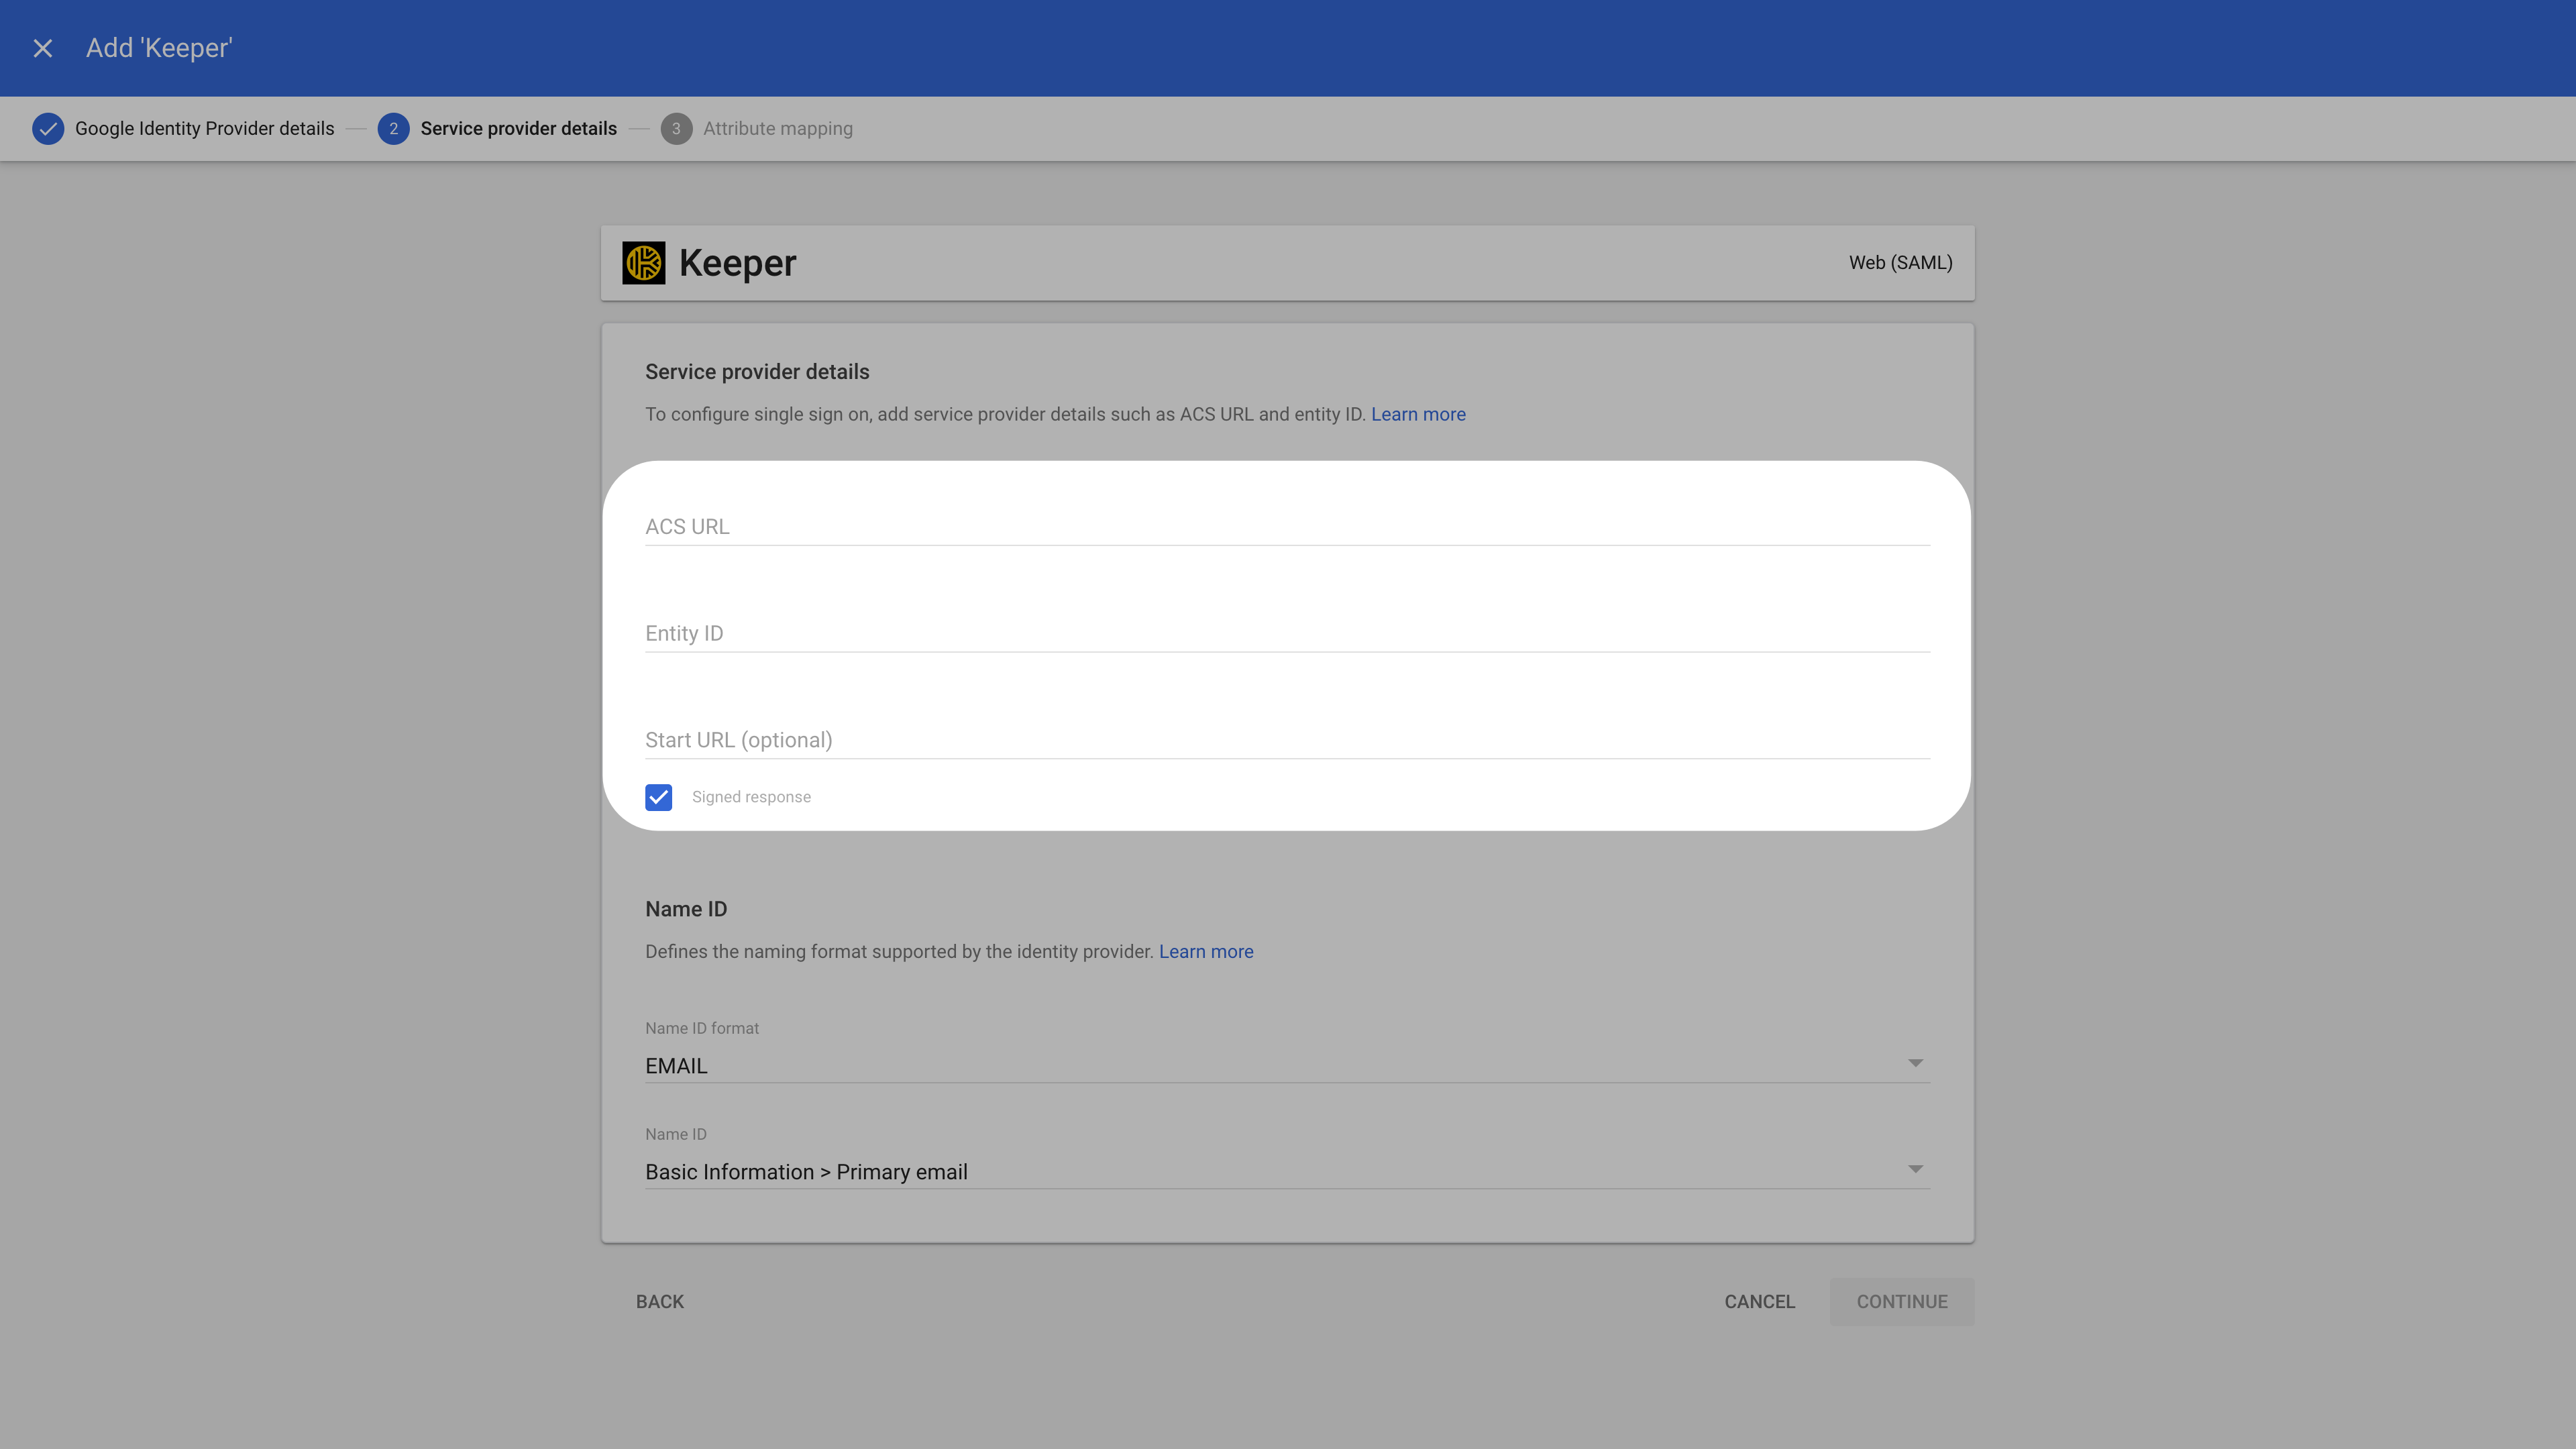 Add 'Keeper'
Google Identity Provider details
2 Service provider details
3 Attribute mapping
Keeper
Web (SAML)
Service provider details
To configure single sign on, add service provider details such as ACS URL and entity ID. Learn more
ACS URL
Entity ID
Start URL (optional)
Signed response
Name ID
Defines the naming format supported by the identity provider. Learn more
Name ID format
EMAIL
Name ID
Basic Information > Primary email
BACK
CANCEL
CONTINUE